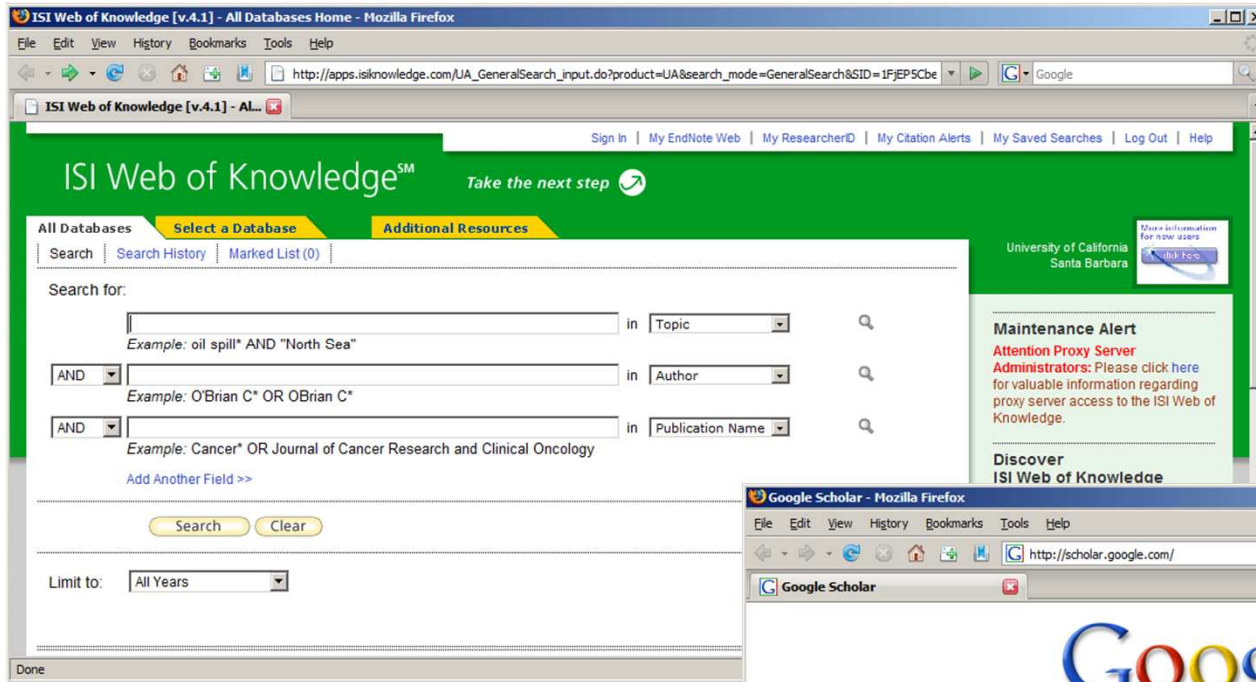 ISI Web of Knowledge [v.4.1] - All Databases Home - Mozilla Firefox
File Edit View History Bookmarks Tools Help
http://apps.isiknowledge.com/UA_GeneralSearch_input.do?product=UA&search_mode=GeneralSearch&SID=1FjEP5Cbe
Google
ISI Web of Knowledge [v.4.1] - Al...
Sign In | My EndNote Web | My ResearcherID | My Citation Alerts | My Saved Searches | Log Out | Help
ISI Web of Knowledge℠ Take the next step
All Databases Select a Database Additional Resources
Search Search History Marked List (0)
University of California
Santa Barbara
More information
for new users
click here
Search for:
in Topic
Example: oil spill* AND "North Sea"
AND in Author
Example: O'Brian C* OR OBrian C*
AND in Publication Name
Example: Cancer* OR Journal of Cancer Research and Clinical Oncology
Add Another Field >>
Search Clear
Limit to: All Years
Done
Maintenance Alert
Attention Proxy Server
Administrators: Please click here
for valuable information regarding
proxy server access to the ISI Web of
Knowledge.
Discover
ISI Web of Knowledge
Google Scholar - Mozilla Firefox
File Edit View History Bookmarks Tools Help
http://scholar.google.com/
Google Scholar
Goo